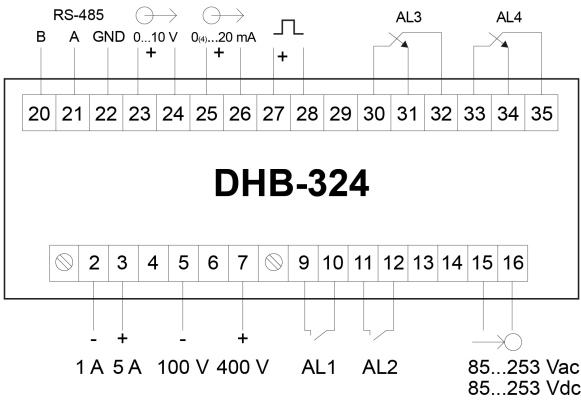 RS-485 AL3 AL4
B A GND 0...10 V 0(4)...20 mA
+ + +
20 21 22 23 24 25 26 27 28 29 30 31 32 33 34 35
DHB-324
2 3 4 5 6 7 9 10 11 12 13 14 15 16
- + - +
1 A 5 A 100 V 400 V AL1 AL2 85...253 Vac
85...253 Vdc